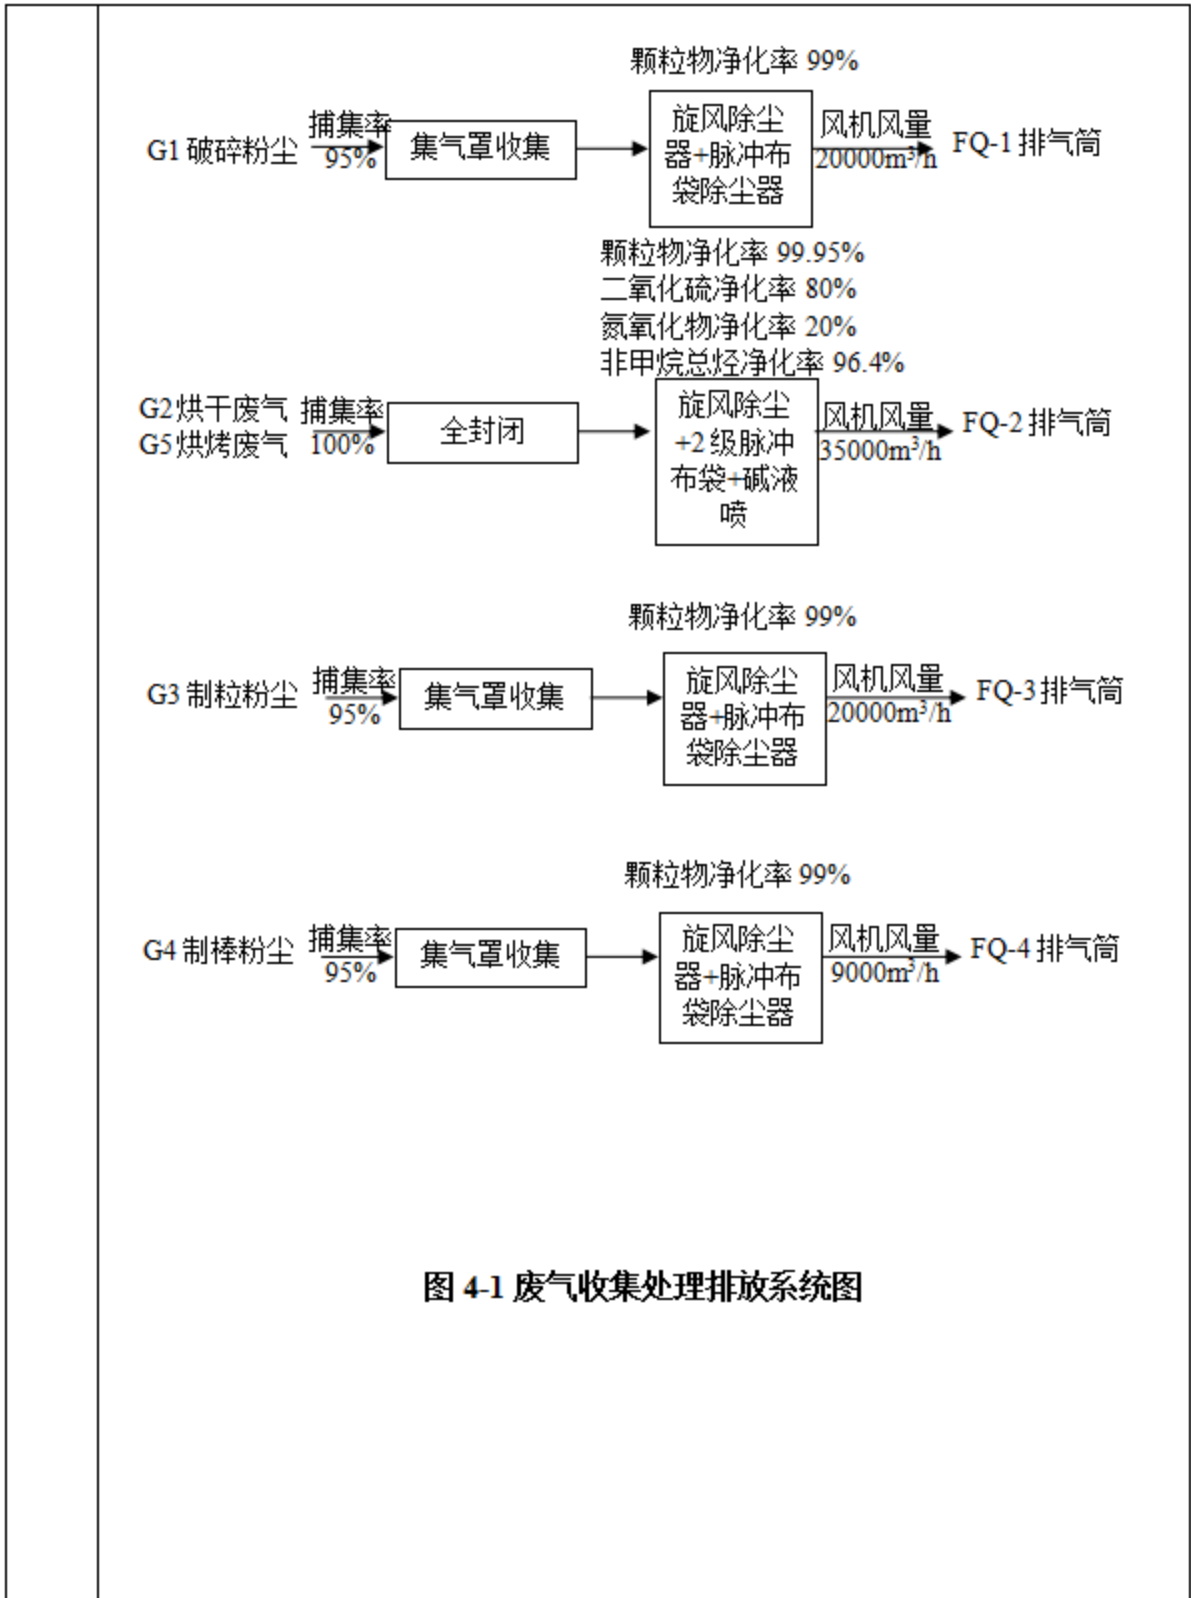 颗粒物净化率 99%
G1 破碎粉尘
捕集率
95%
集气罩收集
旋风除尘
器+脉冲布
袋除尘器
风机风量
20000m³/h
FQ-1 排气筒
颗粒物净化率 99.95%
二氧化硫净化率 80%
氮氧化物净化率 20%
非甲烷总烃净化率 96.4%
G2 烘干废气
G5 烘烤废气
捕集率
100%
全封闭
旋风除尘
+2 级脉冲
布袋+碱液
喷
风机风量
35000m³/h
FQ-2 排气筒
颗粒物净化率 99%
G3 制粒粉尘
捕集率
95%
集气罩收集
旋风除尘
器+脉冲布
袋除尘器
风机风量
20000m³/h
FQ-3 排气筒
颗粒物净化率 99%
G4 制棒粉尘
捕集率
95%
集气罩收集
旋风除尘
器+脉冲布
袋除尘器
风机风量
9000m³/h
FQ-4 排气筒
图 4-1 废气收集处理排放系统图